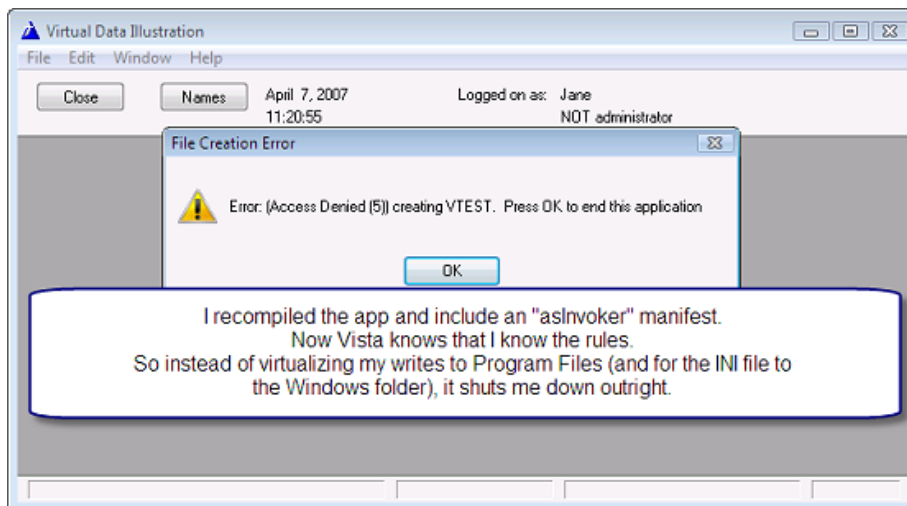 Virtual Data Illustration
File Edit Window Help
Close Names April 7, 2007 Logged on as: Jane
11:20:55 NOT administrator
File Creation Error
Error: (Access Denied (5)) creating VTEST. Press OK to end this application
OK
I recompiled the app and include an "asInvoker" manifest.
Now Vista knows that I know the rules.
So instead of virtualizing my writes to Program Files (and for the INI file to
the Windows folder), it shuts me down outright.